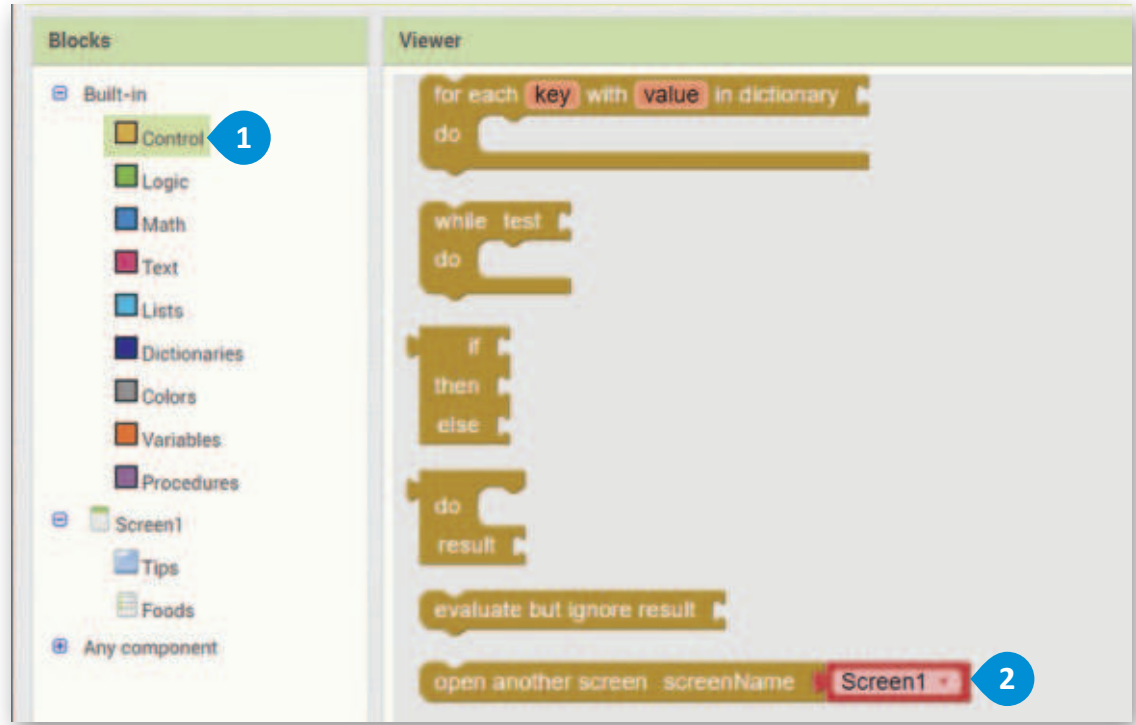 Blocks
Viewer
Built-in
Control
1
Logic
Math
Text
Lists
Dictionaries
Colors
Variables
Procedures
Screen1
Tips
Foods
Any component
for each key with value in dictionary
do
while test
do
if
then
else
do
result
evaluate but ignore result
open another screen screenName Screen1
2